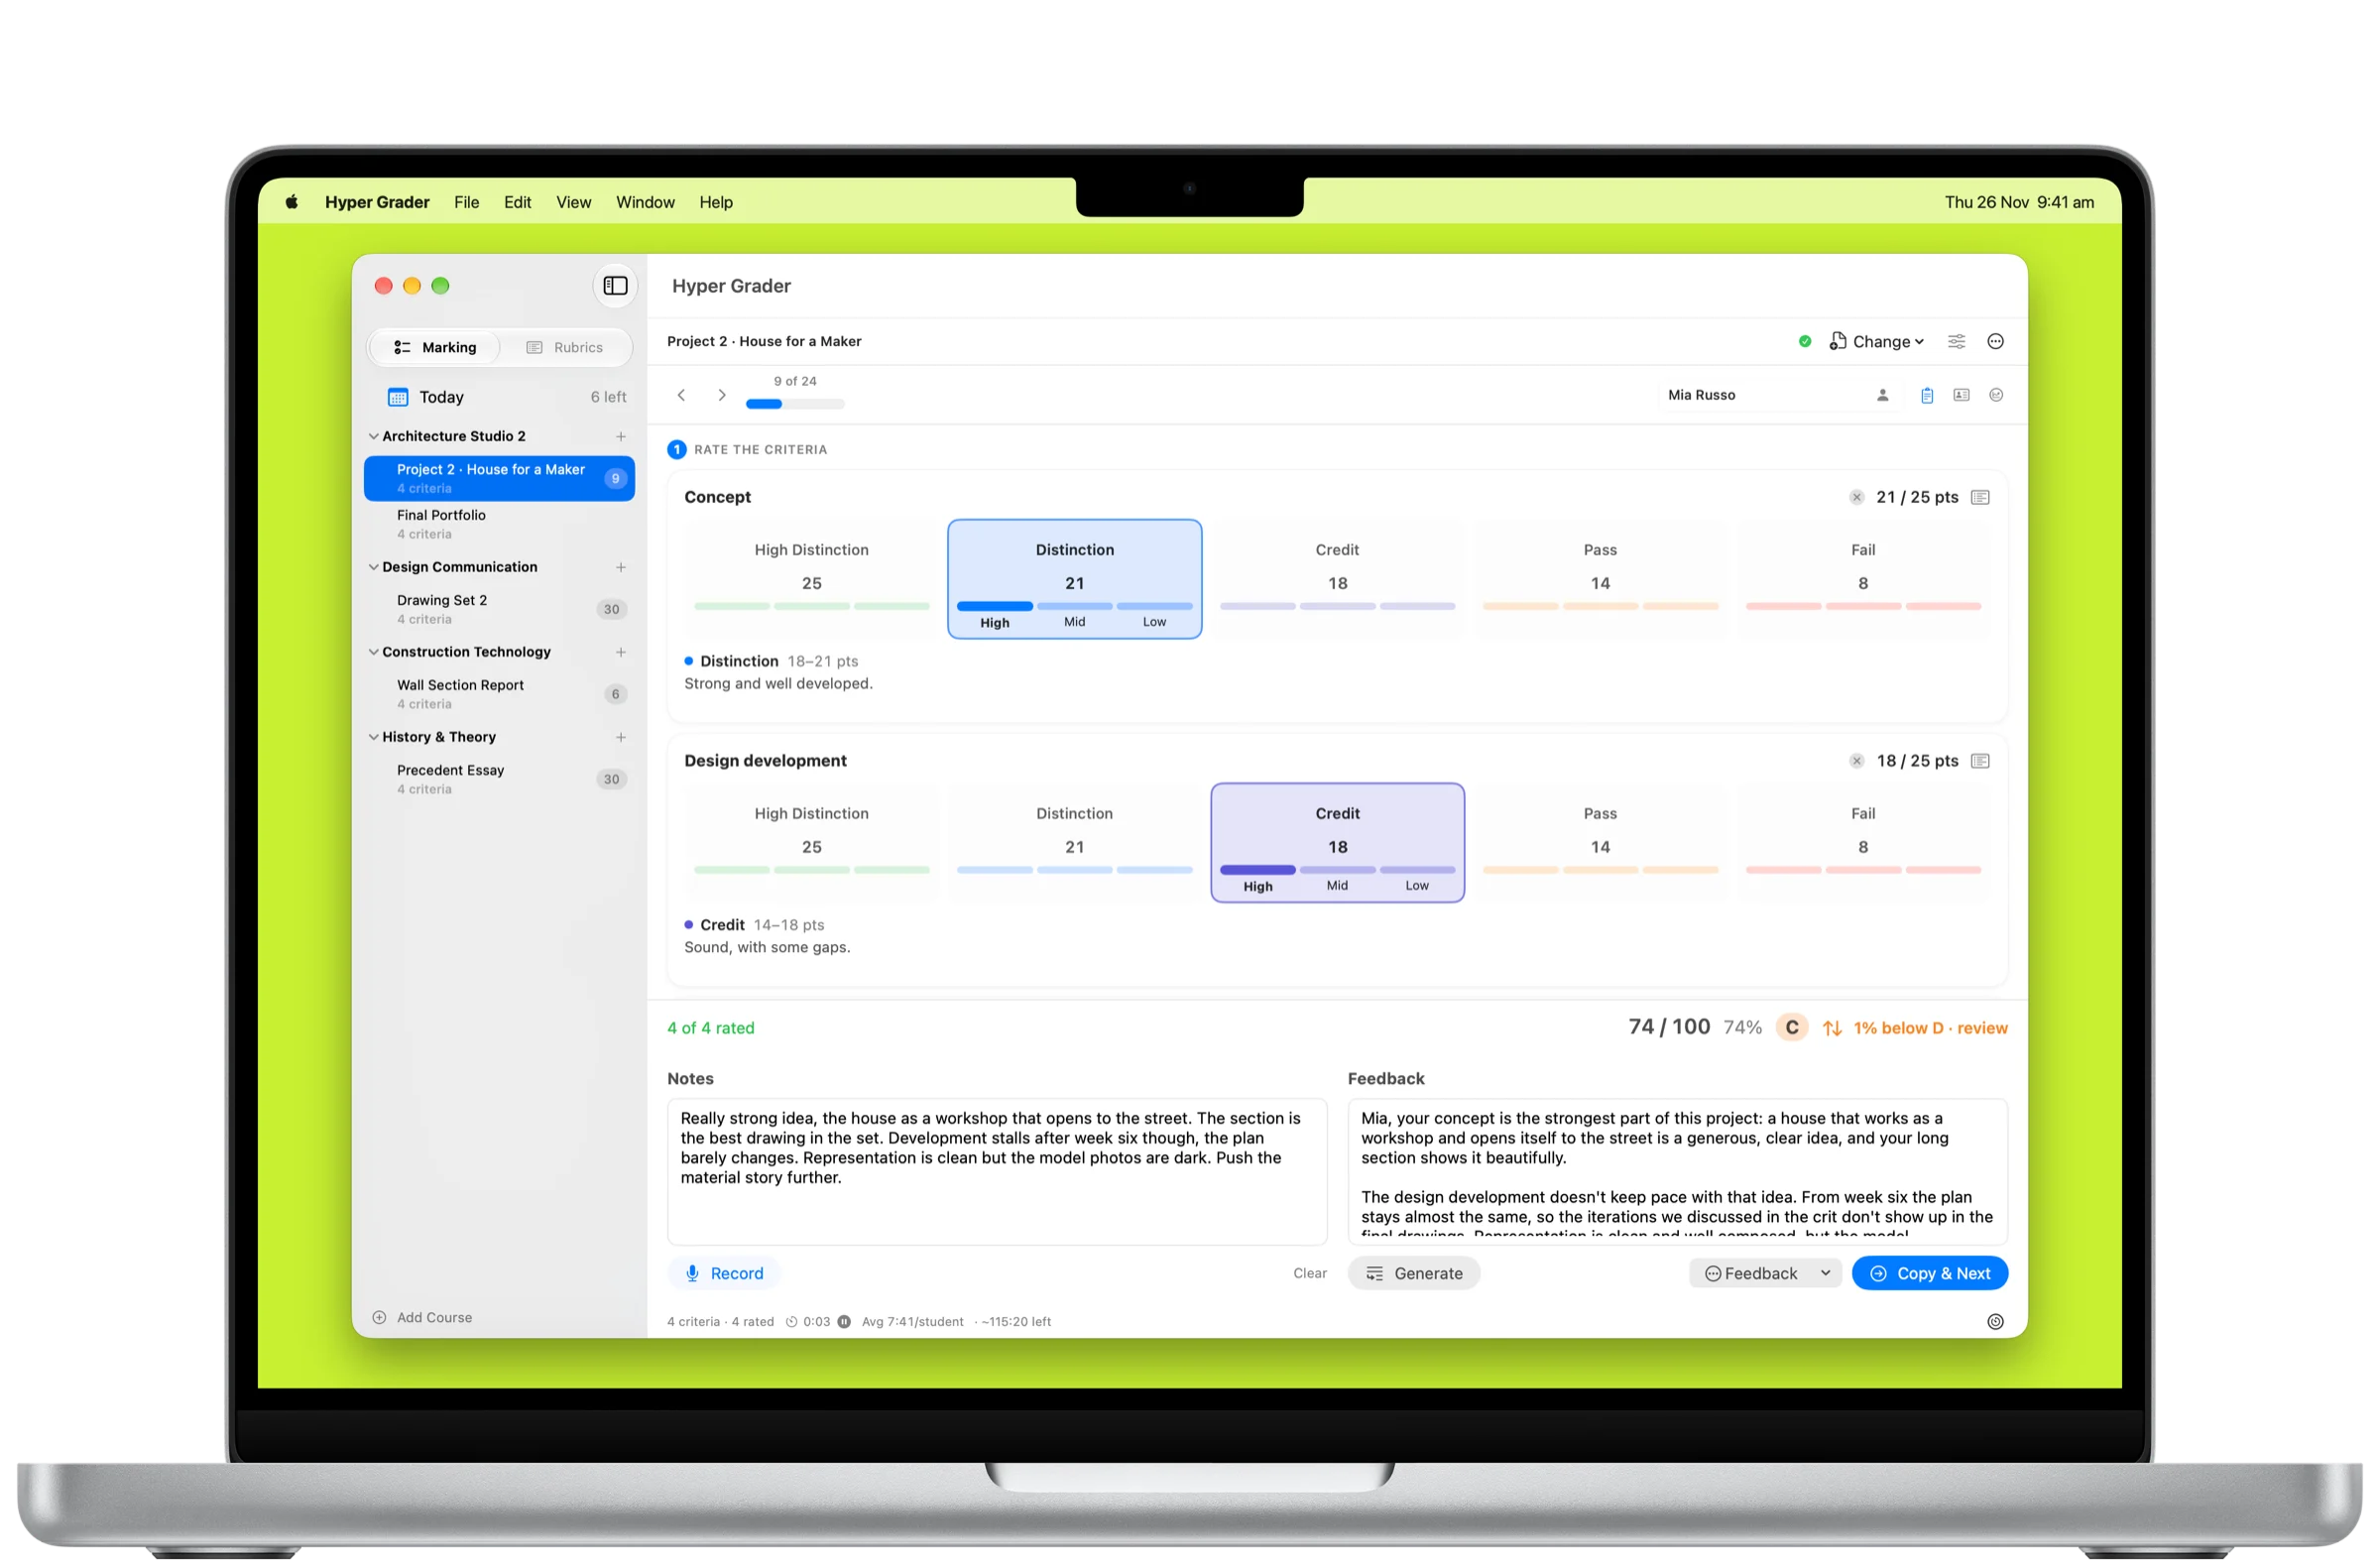 Hyper Grader File Edit View Window Help
Thu 26 Nov 9:41 am
Hyper Grader
Marking
Rubrics
Today
6 left
Architecture Studio 2
Project 2 · House for a Maker
4 criteria
9
Final Portfolio
4 criteria
Design Communication
Drawing Set 2
4 criteria
30
Construction Technology
Wall Section Report
4 criteria
6
History & Theory
Precedent Essay
4 criteria
30
Add Course
Project 2 · House for a Maker
Change
9 of 24
Mia Russo
1 RATE THE CRITERIA
Concept
21 / 25 pts
High Distinction
25
Distinction
21
High Mid Low
Credit
18
Pass
14
Fail
8
Distinction 18–21 pts
Strong and well developed.
Design development
18 / 25 pts
High Distinction
25
Distinction
21
Credit
18
High Mid Low
Pass
14
Fail
8
Credit 14–18 pts
Sound, with some gaps.
4 of 4 rated
74 / 100 74% C 1% below D · review
Notes
Really strong idea, the house as a workshop that opens to the street. The section is
the best drawing in the set. Development stalls after week six though, the plan
barely changes. Representation is clean but the model photos are dark. Push the
material story further.
Record
Clear
Feedback
Mia, your concept is the strongest part of this project: a house that works as a
workshop and opens itself to the street is a generous, clear idea, and your long
section shows it beautifully.
The design development doesn't keep pace with that idea. From week six the plan
stays almost the same, so the iterations we discussed in the crit don't show up in the
final drawings. Representation is clean and well composed, but the model
Generate
Feedback
Copy & Next
4 criteria · 4 rated 0:03 Avg 7:41/student · ~115:20 left